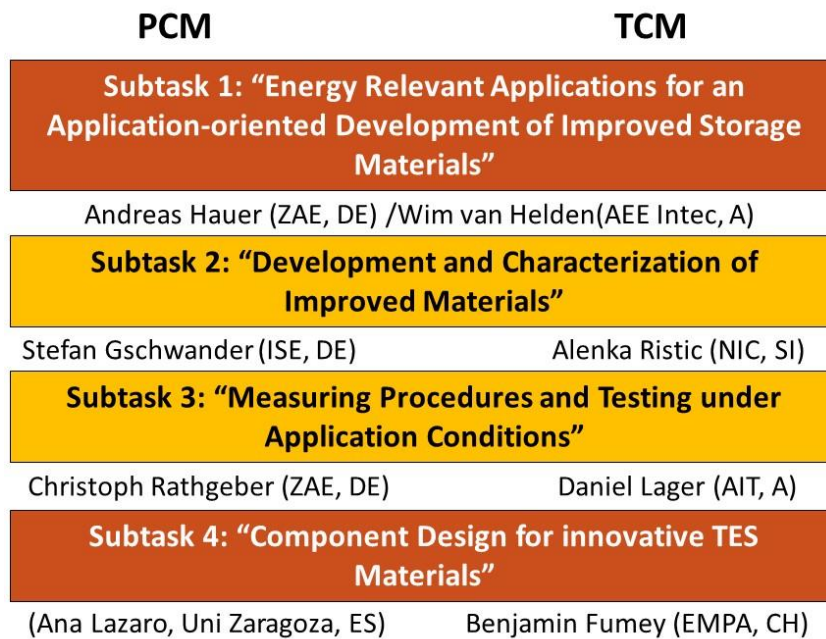 PCM TCM
Subtask 1: “Energy Relevant Applications for an
Application-oriented Development of Improved Storage
Materials”
Andreas Hauer (ZAE, DE) /Wim van Helden(AEE Intec, A)
Subtask 2: “Development and Characterization of
Improved Materials”
Stefan Gschwander (ISE, DE) Alenka Ristic (NIC, SI)
Subtask 3: “Measuring Procedures and Testing under
Application Conditions”
Christoph Rathgeber (ZAE, DE) Daniel Lager (AIT, A)
Subtask 4: “Component Design for innovative TES
Materials”
(Ana Lazaro, Uni Zaragoza, ES) Benjamin Fumey (EMPA, CH)